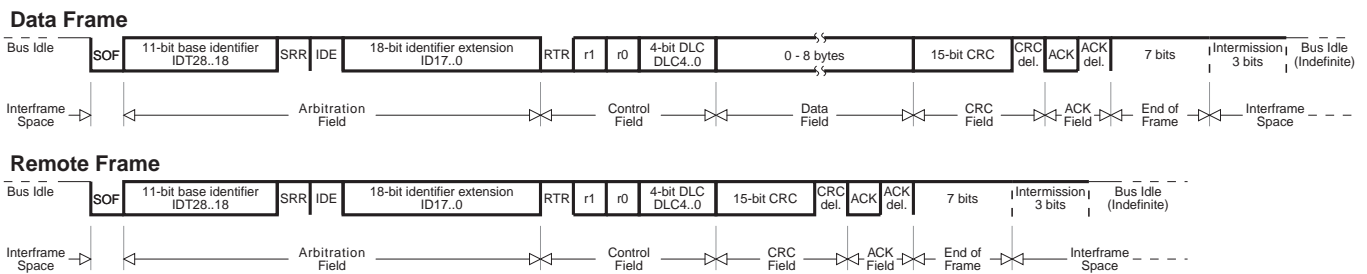 Data Frame
Bus Idle
SOF
11-bit base identifier
IDT28..18
SRR
IDE
18-bit identifier extension
ID17..0
RTR
r1
r0
4-bit DLC
DLC4..0
0 - 8 bytes
15-bit CRC
CRC
del.
ACK
ACK
del.
7 bits
Intermission
3 bits
Bus Idle
(Indefinite)
Interframe
Space
Arbitration
Field
Control
Field
Data
Field
CRC
Field
ACK
Field
End of
Frame
Interframe
Space
Remote Frame
Bus Idle
SOF
11-bit base identifier
IDT28..18
SRR
IDE
18-bit identifier extension
ID17..0
RTR
r1
r0
4-bit DLC
DLC4..0
15-bit CRC
CRC
del.
ACK
ACK
del.
7 bits
Intermission
3 bits
Bus Idle
(Indefinite)
Interframe
Space
Arbitration
Field
Control
Field
CRC
Field
ACK
Field
End of
Frame
Interframe
Space